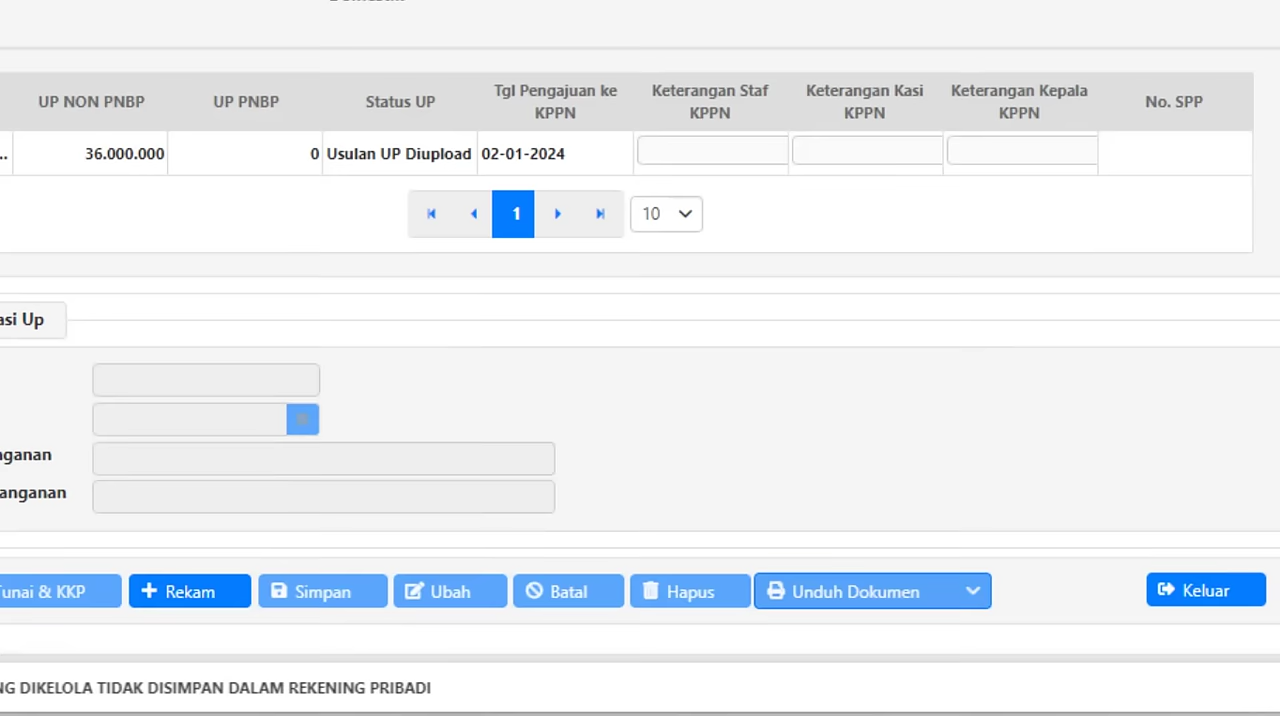 UP NON PNBP UP PNBP Status UP Tgl Pengajuan ke KPPN Keterangan Staf KPPN Keterangan Kasi KPPN Keterangan Kepala KPPN No. SPP
.. 36.000.000 0 Usulan UP Diupload 02-01-2024
1 10
asi Up
nganan
anganan
Tunai & KKP Rekam Simpan Ubah Batal Hapus Unduh Dokumen Keluar
NG DIKELOLA TIDAK DISIMPAN DALAM REKENING PRIBADI